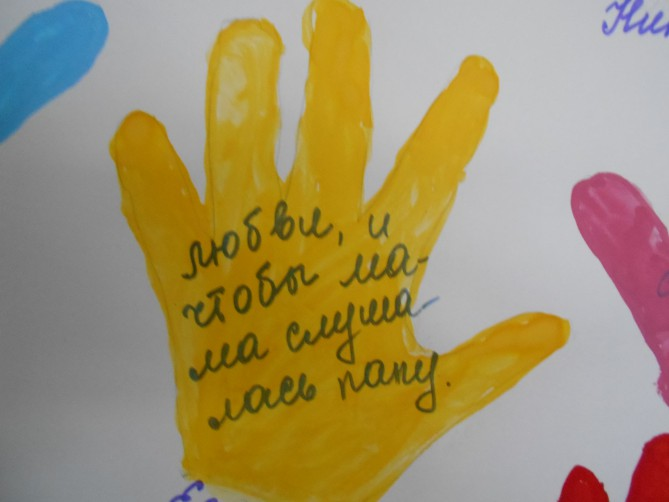 любви, и
чтобы ма-
ма слуша-
лась папу.